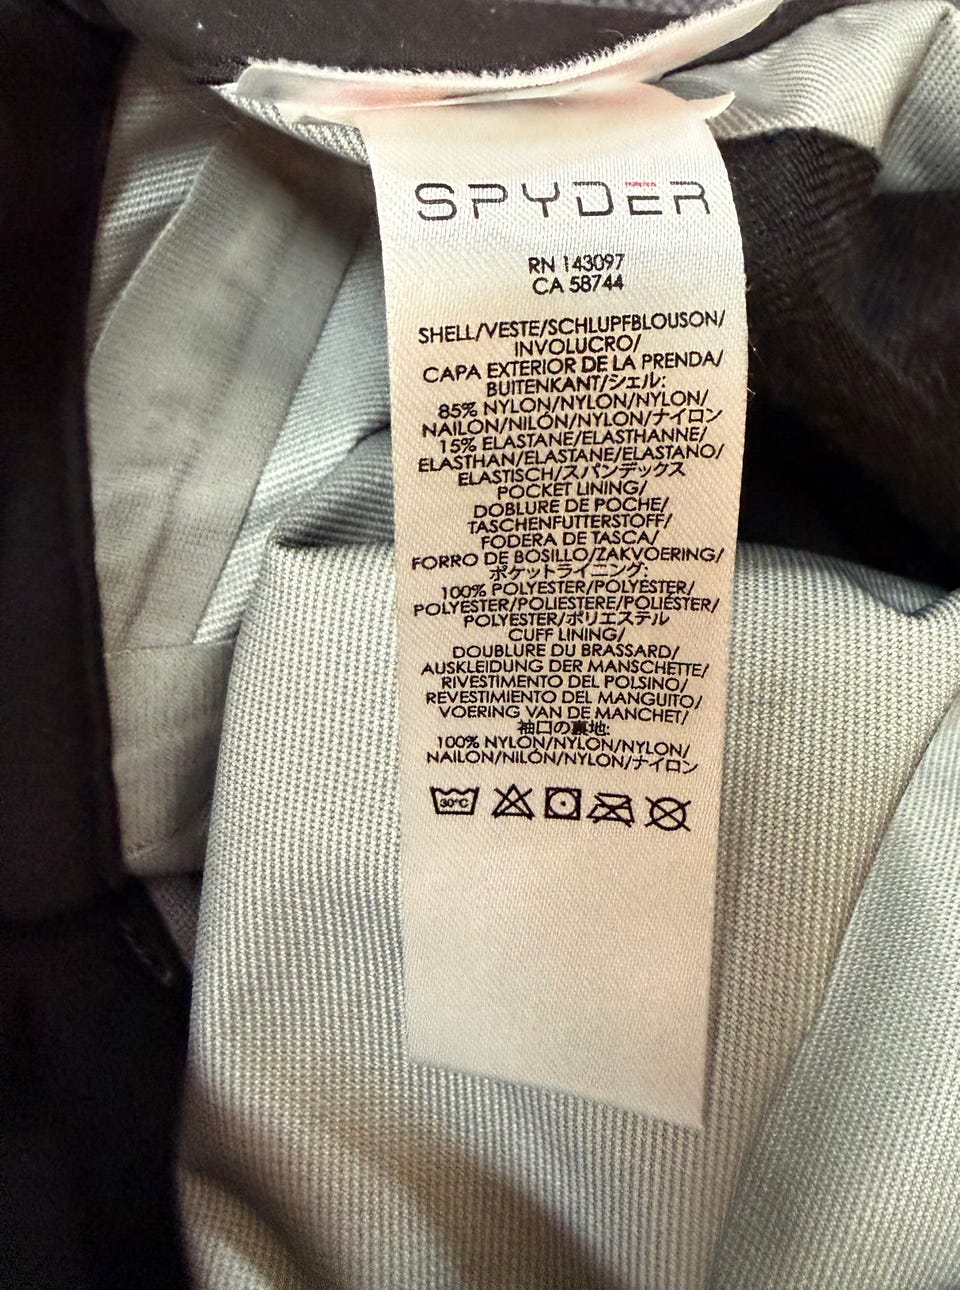 SPYDER
RN 143097
CA 58744
SHELL/VESTE/SCHLUPFBLOUSON/
INVOLUCRO/
CAPA EXTERIOR DE LA PRENDA/
BUITENKANT/シェル:
85% NYLON/NYLON/NYLON/
NAILON/NILÓN/NYLON/ナイロン
15% ELASTANE/ELASTHANNE/
ELASTHAN/ELASTANE/ELASTANO/
ELASTISCH/スパンデックス
POCKET LINING/
DOBLURE DE POCHE/
TASCHENFUTTERSTOFF/
FODERA DE TASCA/
FORRO DE BOSILLO/ZAKVOERING/
ポケットライニング:
100% POLYESTER/POLYESTER/
POLYESTER/POLIESTERE/POLIÉSTER/
POLYESTER/ポリエステル
CUFF LINING/
DOUBLURE DU BRASSARD/
AUSKLEIDUNG DER MANSCHETTE/
RIVESTIMENTO DEL POLSINO/
REVESTIMIENTO DEL MANGUITO/
VOERING VAN DE MANCHET/
袖口の裏地:
100% NYLON/NYLON/NYLON/
NAILON/NILÓN/NYLON/ナイロン
30°C